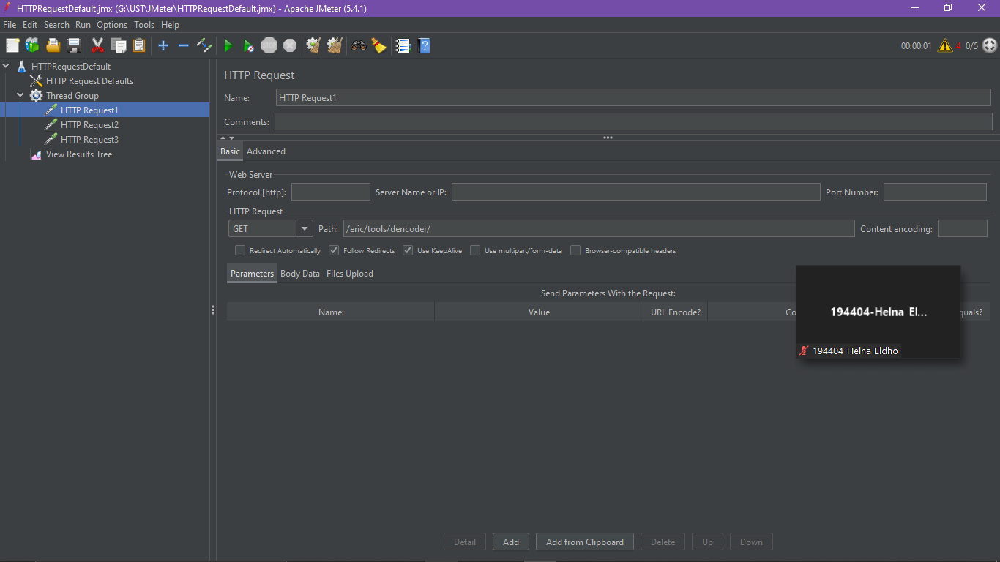 HTTPRequestDefault.jmx (G:\UST\JMeter\HTTPRequestDefault.jmx) - Apache JMeter (5.4.1)
File Edit Search Run Options Tools Help
STOP
00:00:01 4 0/5
HTTPRequestDefault
HTTP Request Defaults
Thread Group
HTTP Request1
HTTP Request2
HTTP Request3
View Results Tree
HTTP Request
Name: HTTP Request1
Comments:
Basic Advanced
Web Server
Protocol [http]: Server Name or IP: Port Number:
HTTP Request
GET Path: /eric/tools/dencoder/ Content encoding:
Redirect Automatically Follow Redirects Use KeepAlive Use multipart/form-data Browser-compatible headers
Parameters Body Data Files Upload
Send Parameters With the Request:
Name: Value URL Encode? Co quals?
194404-Helna El...
194404-Helna Eldho
Detail Add Add from Clipboard Delete Up Down